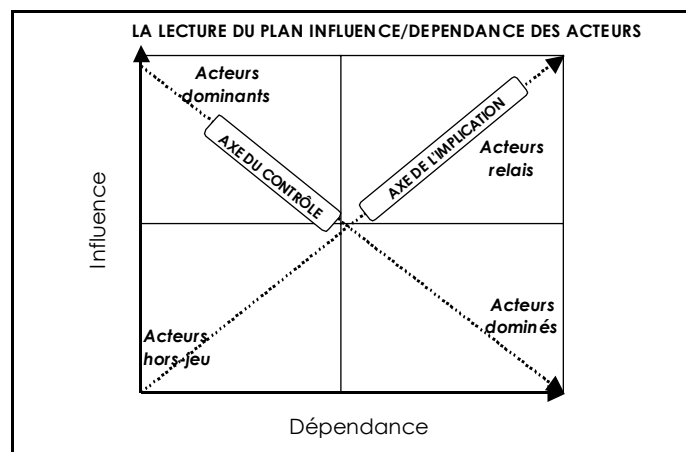 LA LECTURE DU PLAN INFLUENCE/DEPENDANCE DES ACTEURS
Acteurs
dominants
AXE DU CONTRÔLE
AXE DE L'IMPLICATION
Acteurs
relais
Influence
Acteurs
hors-jeu
Acteurs
dominés
Dépendance